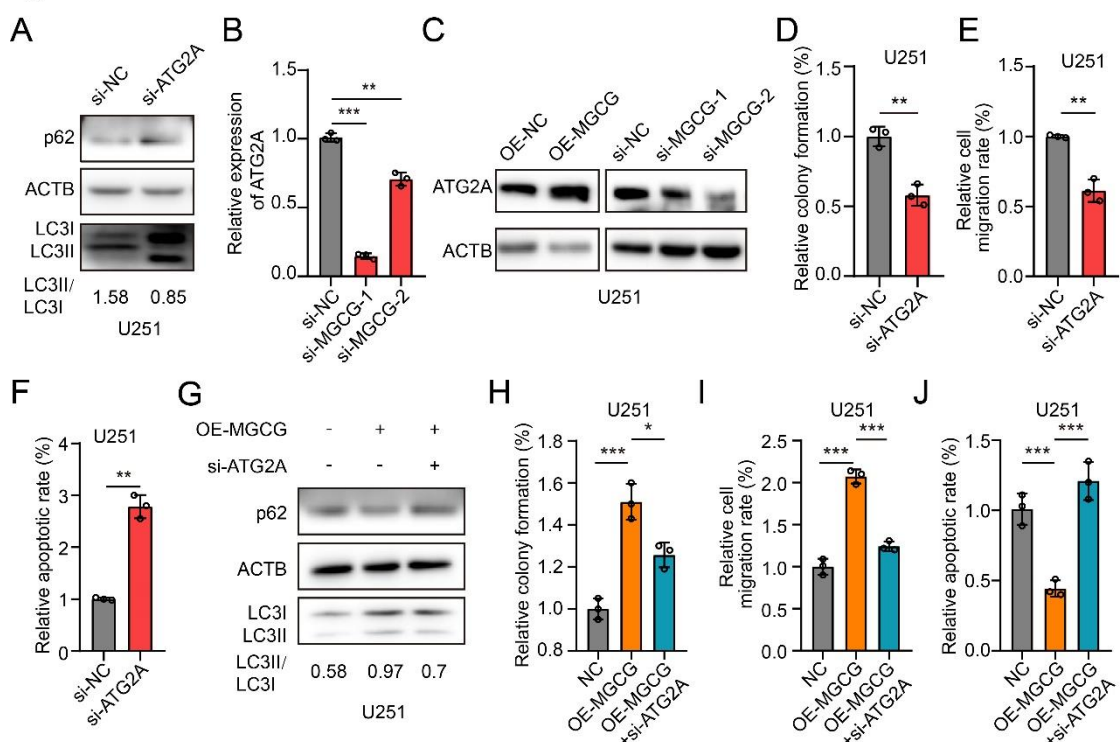 A
si-NC
si-ATG2A
p62
ACTB
LC3I
LC3II
LC3II/
LC3I
1.58
0.85
U251
B
Relative expression
of ATG2A
1.5
1.0
0.5
0.0
***
**
si-NC
si-MGCG-1
si-MGCG-2
C
OE-NC
OE-MGCG
si-NC
si-MGCG-1
si-MGCG-2
ATG2A
ACTB
U251
D
U251
Relative colony formation (%)
1.5
1.0
0.5
0.0
**
si-NC
si-ATG2A
E
U251
Relative cell
migration rate (%)
1.5
1.0
0.5
0.0
**
si-NC
si-ATG2A
F
U251
Relative apoptotic rate (%)
4
3
2
1
0
**
si-NC
si-ATG2A
G
OE-MGCG - + +
si-ATG2A - - +
p62
ACTB
LC3I
LC3II
LC3II/
LC3I
0.58
0.97
0.7
U251
H
U251
Relative colony formation (%)
1.8
1.6
1.4
1.2
1.0
0.8
***
*
NC
OE-MGCG
OE-MGCG
+si-ATG2A
I
U251
Relative cell
migration rate (%)
2.5
2.0
1.5
1.0
0.5
0.0
***
***
NC
OE-MGCG
OE-MGCG
+si-ATG2A
J
U251
Relative apoptotic rate (%)
1.5
1.0
0.5
0.0
***
***
NC
OE-MGCG
OE-MGCG
+si-ATG2A